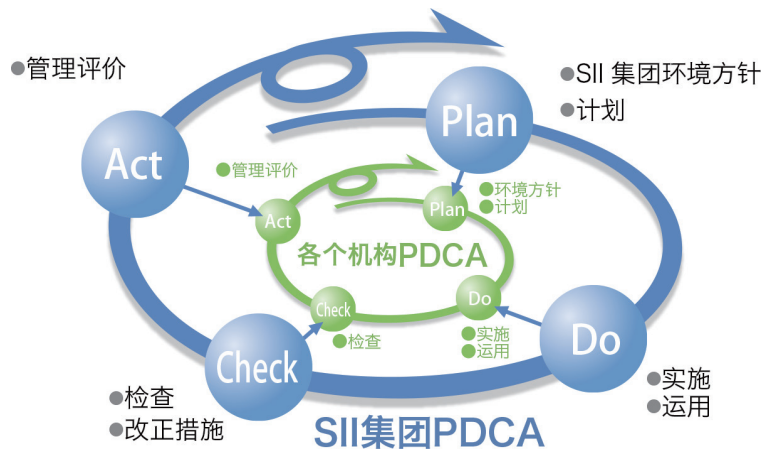 ●管理评价
Act
Plan
●SII 集团环境方针
●计划
●管理评价
Act
Plan
●环境方针
●计划
各个机构PDCA
Check
●检查
Do
●实施
●运用
Check
●检查
●改正措施
Do
●实施
●运用
SII集团PDCA